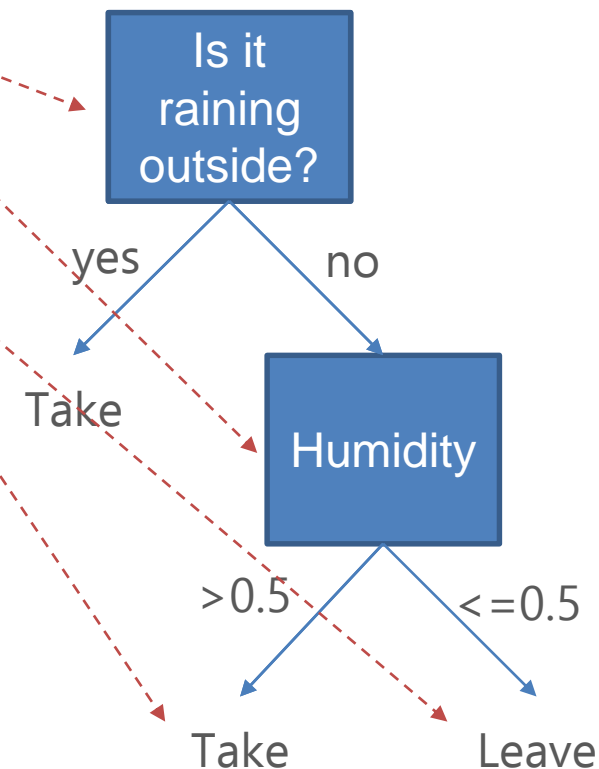 Is it
raining
outside?
yes
no
Take
Humidity
>0.5
<=0.5
Take
Leave